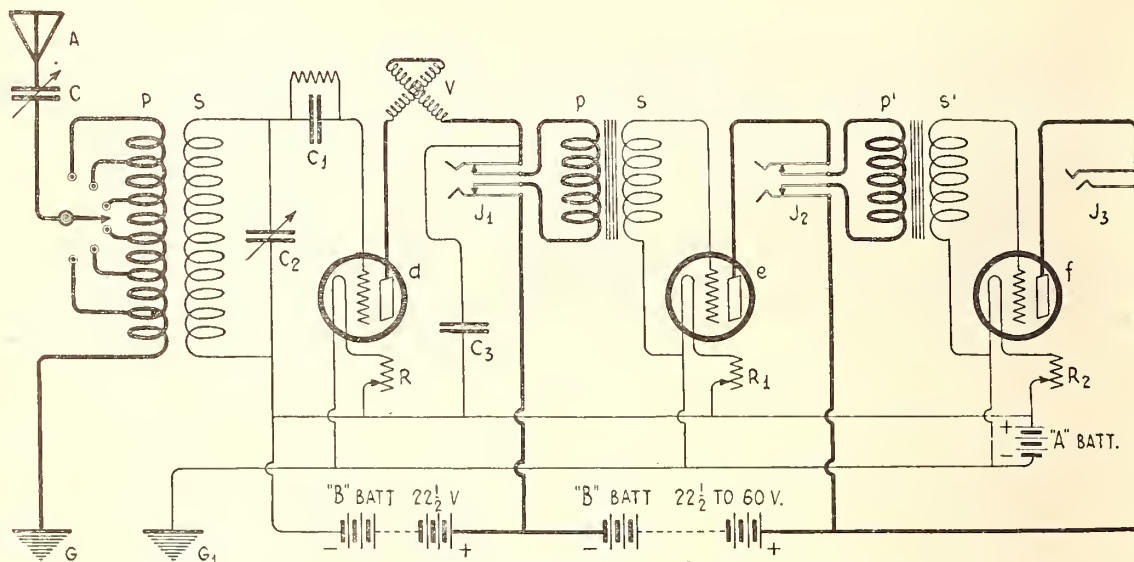 A
C
P
S
C₁
C₂
V
J₁
P
S
J₂
P'
S'
J₃
d
e
f
C₃
R
R₁
R₂
+
"A" BATT.
-
"B" BATT 22½ V
"B" BATT 22½ TO 60 V.
-
+
-
+
G
G₁